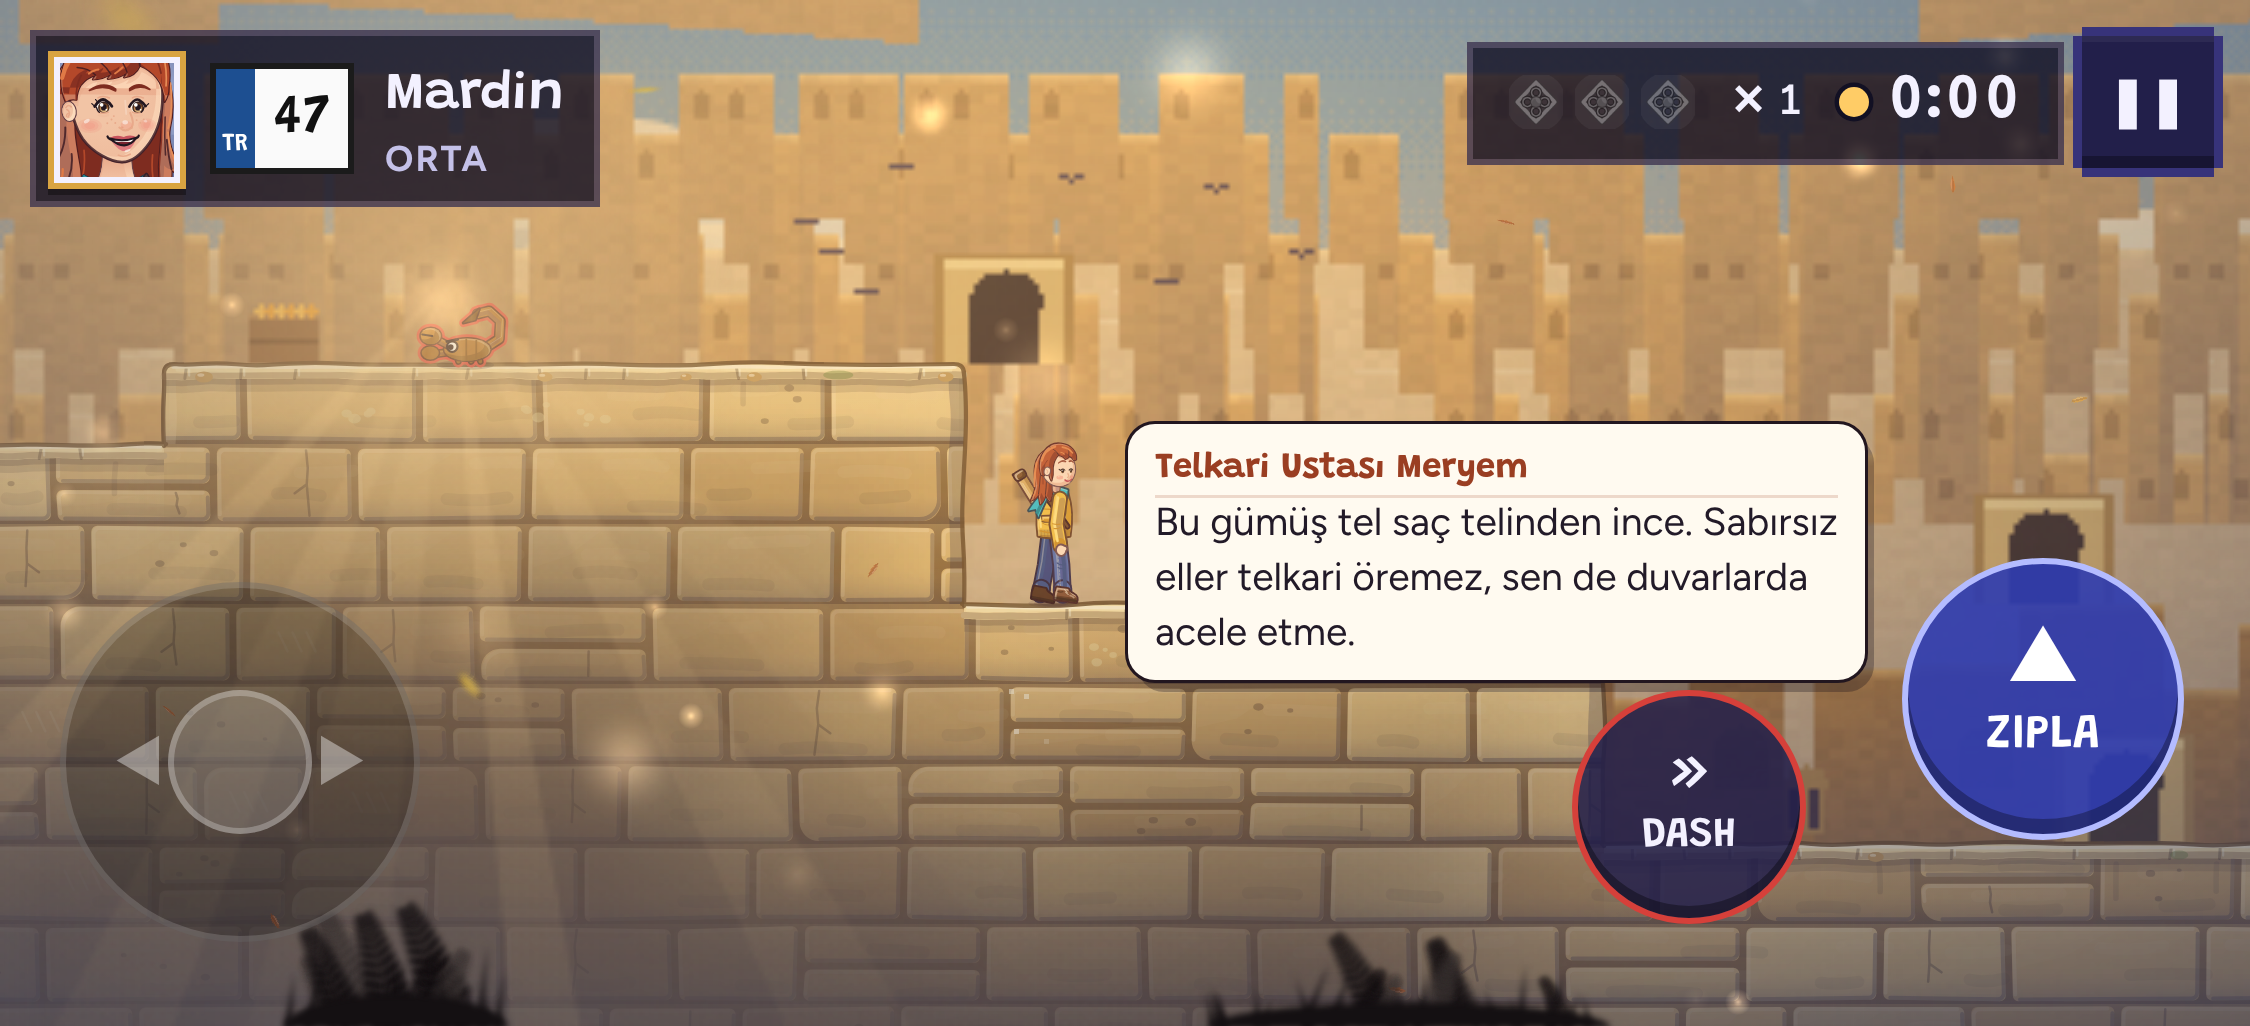 TR
47
Mardin
ORTA
× 1
0:00
Telkari Ustası Meryem
Bu gümüş tel saç telinden ince. Sabırsız
eller telkari öremez, sen de duvarlarda
acele etme.
ZIPLA
DASH